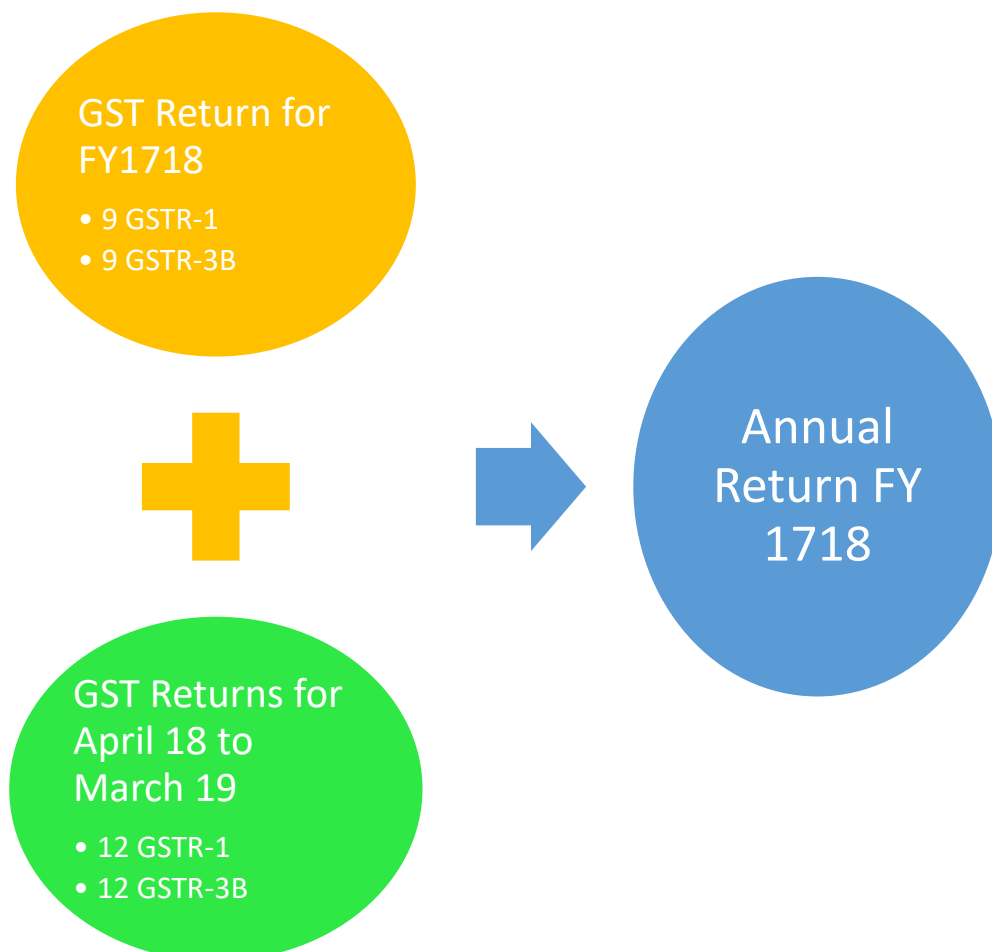 GST Return for
FY1718
• 9 GSTR-1
• 9 GSTR-3B
Annual
Return FY
1718
GST Returns for
April 18 to
March 19
• 12 GSTR-1
• 12 GSTR-3B